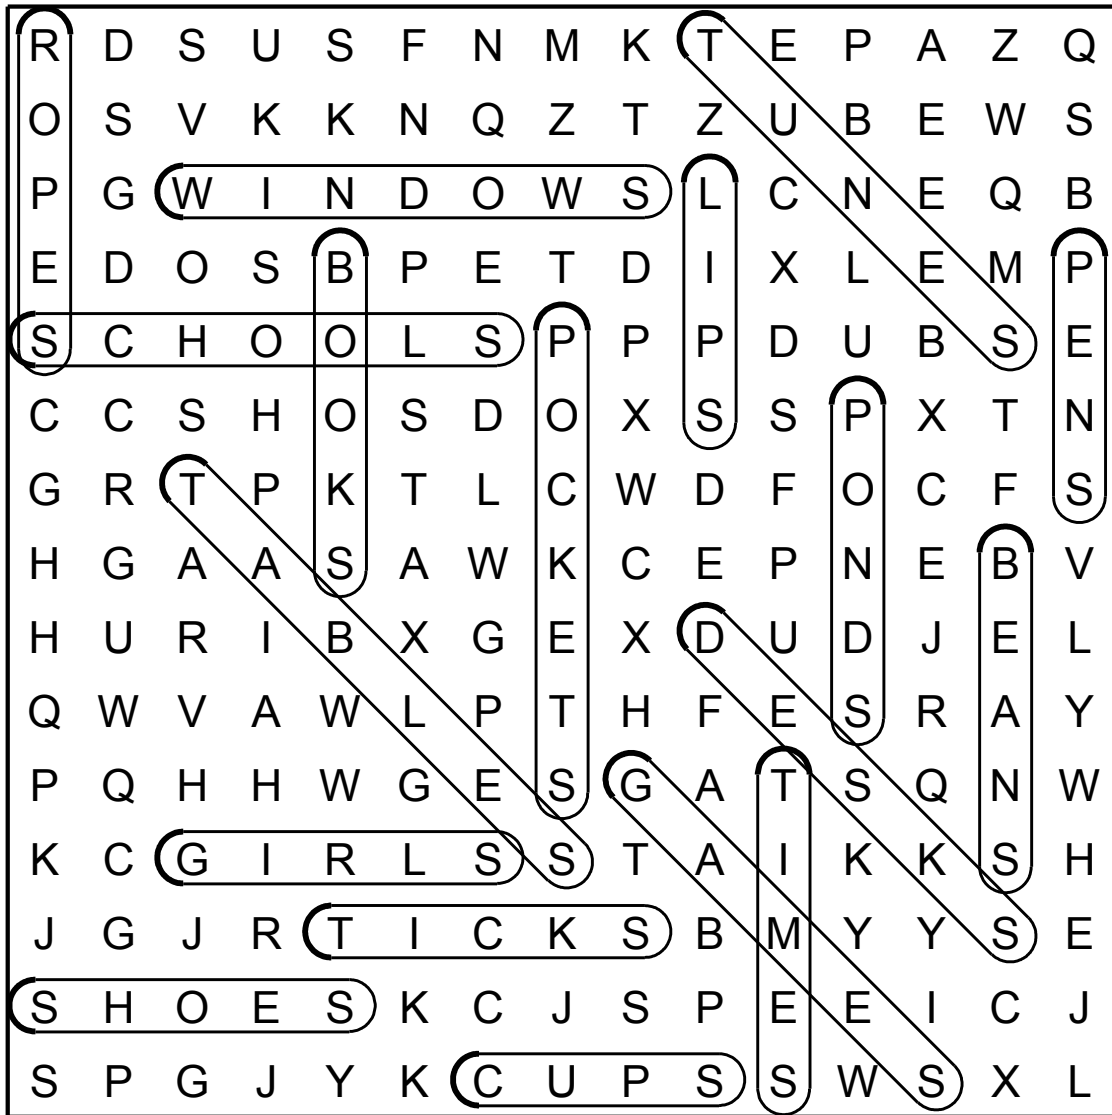 R D S U S F N M K T E P A Z Q
O S V K K N Q Z T Z U B E W S
P G W I N D O W S L C N E Q B
E D O S B P E T D I X L E M P
S C H O O L S P P P D U B S E
C C S H O S D O X S S P X T N
G R T P K T L C W D F O C F S
H G A A S A W K C E P N E B V
H U R I B X G E X D U D J E L
Q W V A W L P T H F E S R A Y
P Q H H W G E S G A T S Q N W
K C G I R L S S T A I K K S H
J G J R T I C K S B M Y Y S E
S H O E S K C J S P E E I C J
S P G J Y K C U P S S W S X L